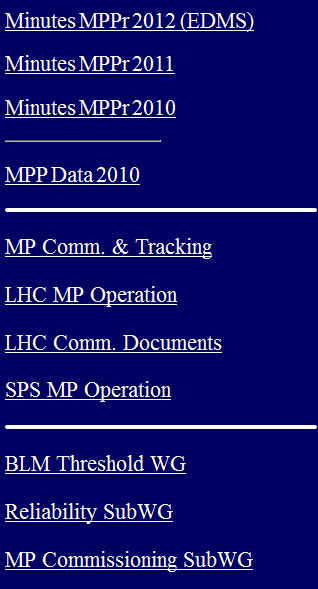 Minutes MPPr 2012 (EDMS)
Minutes MPPr 2011
Minutes MPPr 2010
MPP Data 2010
MP Comm. & Tracking
LHC MP Operation
LHC Comm. Documents
SPS MP Operation
BLM Threshold WG
Reliability SubWG
MP Commissioning SubWG